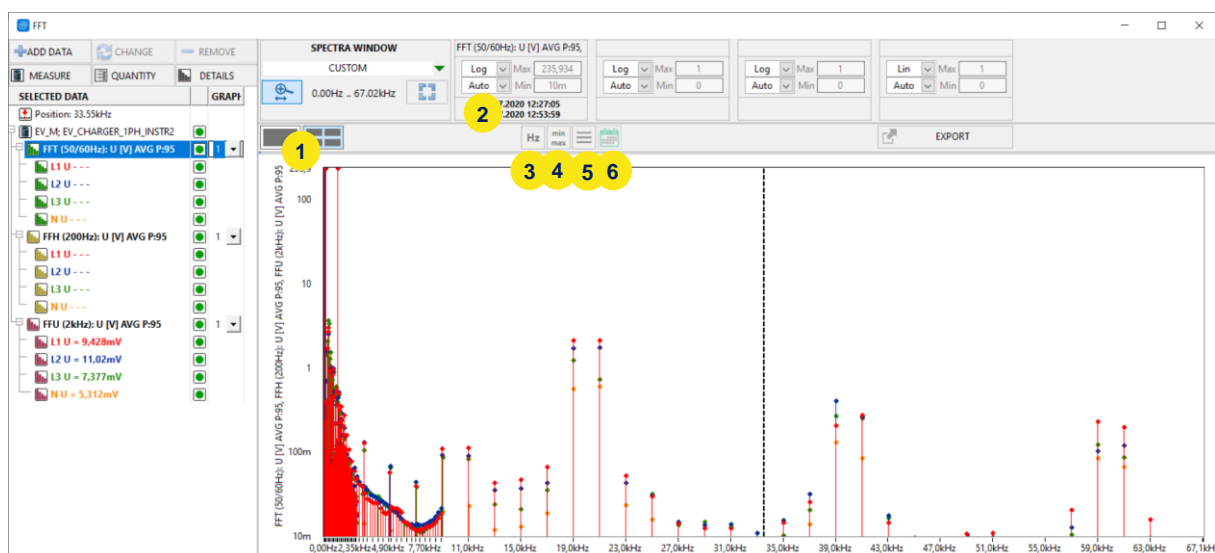 FFT
ADD DATA CHANGE REMOVE
MEASURE QUANTITY DETAILS
SELECTED DATA GRAPH
Position: 33.55kHz
EV_M; EV_CHARGER_1PH_INSTR2
FFT (50/60Hz): U [V] AVG P:95 1
L1 U - - -
L2 U - - -
L3 U - - -
N U - - -
FFH (200Hz): U [V] AVG P:95 1
L1 U - - -
L2 U - - -
L3 U - - -
N U - - -
FFU (2kHz): U [V] AVG P:95 1
L1 U = 9,428mV
L2 U = 11,02mV
L3 U = 7,377mV
N U = 5,312mV
SPECTRA WINDOW
CUSTOM
0.00Hz .. 67.02kHz
FFT (50/60Hz): U [V] AVG P:95,
Log Max 235,934
Auto Min 10m
.2020 12:27:05
.2020 12:53:59
Log Max 1
Auto Min 0
Log Max 1
Auto Min 0
Lin Max 1
Auto Min 0
Hz min max
EXPORT
1
2
3
4
5
6
FFT (50/60Hz): U [V] AVG P:95, FFH (200Hz): U [V] AVG P:95, FFU (2kHz): U [V] AVG P:95
100
10
1
100m
10m
0,00Hz 2,35kHz 4,90kHz 7,70kHz 11,0kHz 15,0kHz 19,0kHz 23,0kHz 27,0kHz 31,0kHz 35,0kHz 39,0kHz 43,0kHz 47,0kHz 51,0kHz 55,0kHz 59,0kHz 63,0kHz 67,1kHz